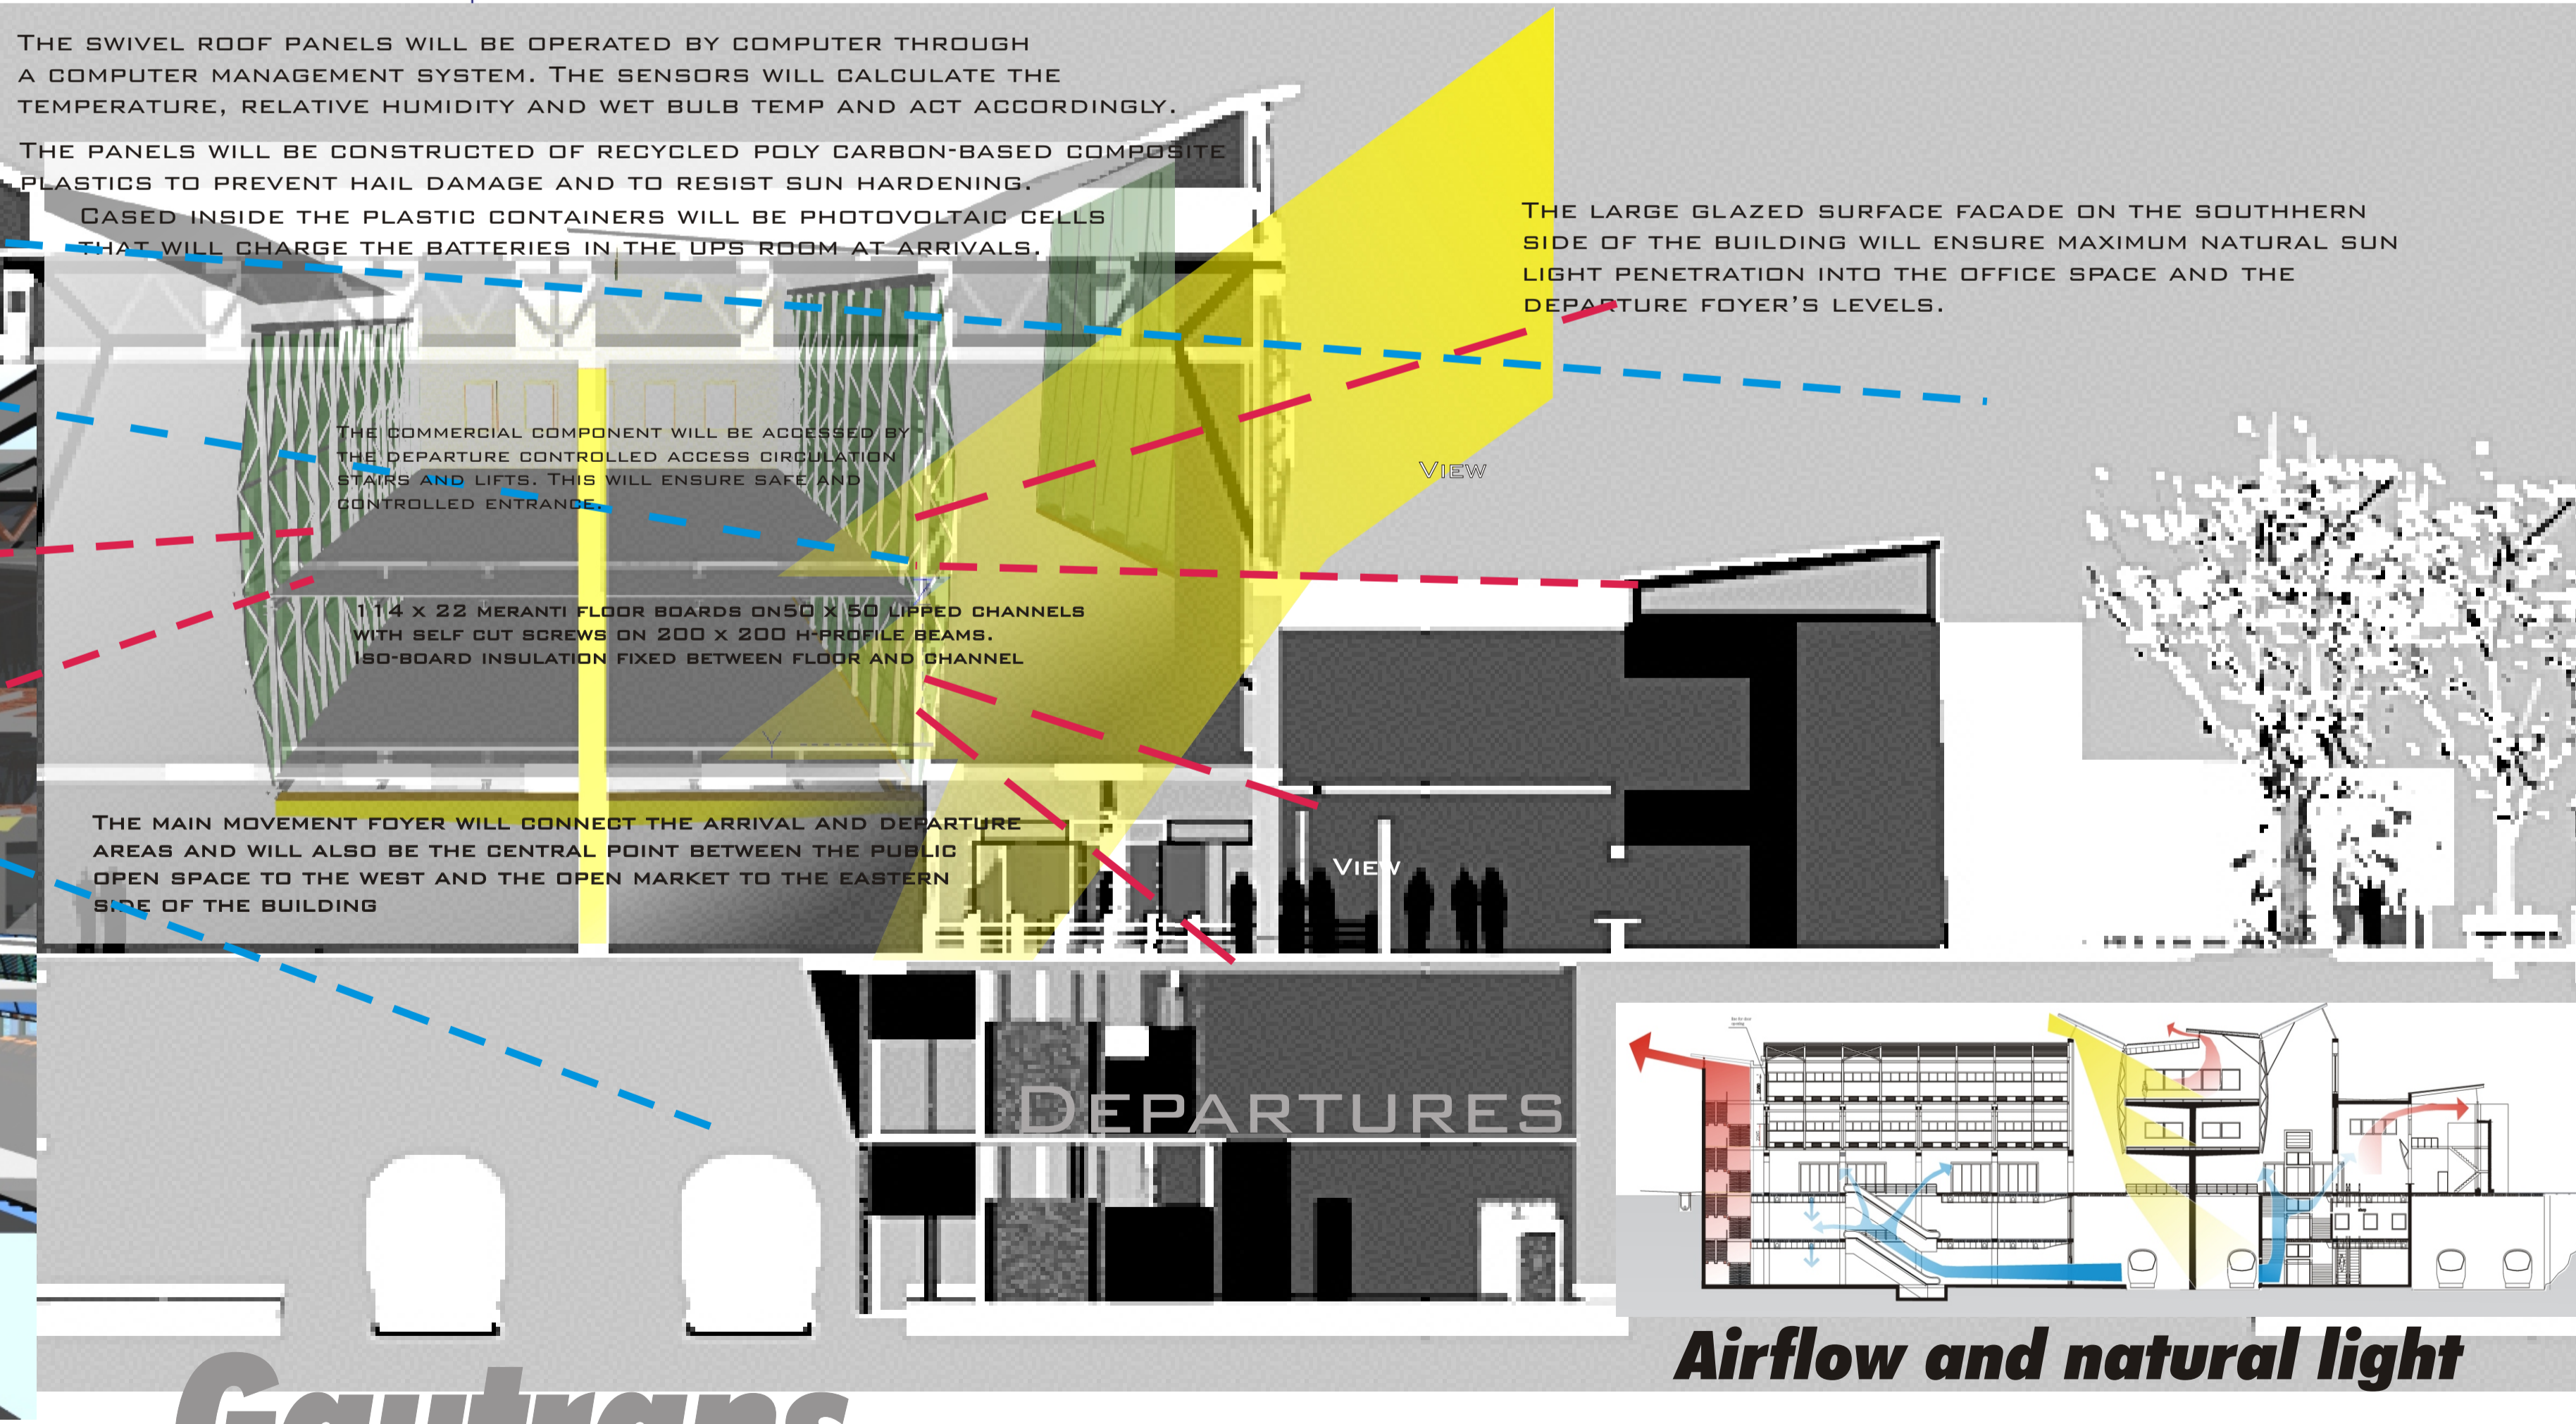 The swivel roof panels will be operated by computer through
a computer management system. The sensors will calculate the
temperature, relative humidity and wet bulb temp and act accordingly.
The panels will be constructed of recycled poly carbon-based composite
plastics to prevent hail damage and to resist sun hardening.
Cased inside the plastic containers will be photovoltaic cells
that will charge the batteries in the UPS room at arrivals.
The large glazed surface facade on the southhern
side of the building will ensure maximum natural sun
light penetration into the office space and the
departure foyer's levels.
The commercial component will be accessed by
the departure controlled access circulation
stairs and lifts. This will ensure safe and
controlled entrance.
View
114 x 22 meranti floor boards on50 x 50 lipped channels
with self cut screws on 200 x 200 h-profile beams.
Iso-board insulation fixed between floor and channel
Y
The main movement foyer will connect the arrival and departure
areas and will also be the central point between the public
open space to the west and the open market to the eastern
side of the building
View
Departures
Airflow and natural light
Gautrans